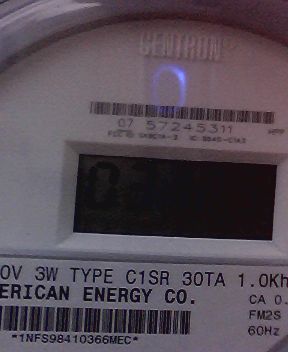 CENTRON
07 57245311
0V 3W TYPE C1SR 30TA 1.0Kh
ERICAN ENERGY CO.
CA 0.
FM2S
60Hz
*1NFS98410366MEC*